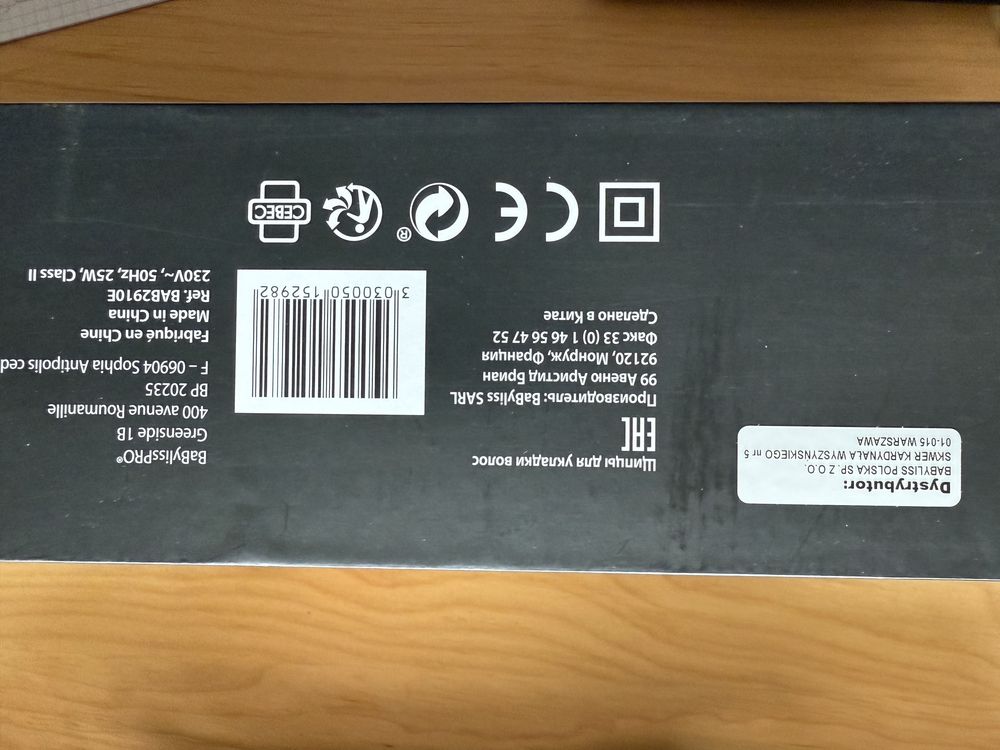 Dystrybutor:
BABYLISS POLSKA SP. Z O.O.
SKWER KARDYNAŁA WYSZYŃSKIEGO nr 5
01-015 WARSZAWA
Щипцы для укладки волос
EAC
Производитель: BaByliss SARL
99 Авеню Аристид Бриан
92120, Монруж, Франция
Факс 33 (0) 1 46 56 47 52
Сделано в Китае
3 030050 152982
BaBylissPRO®
Greenside 1B
400 avenue Roumanille
BP 20235
F – 06904 Sophia Antipolis ced
Fabriqué en Chine
Made in China
Ref. BAB2910E
230V~, 50Hz, 25W, Class II
CE
®
CEBEC